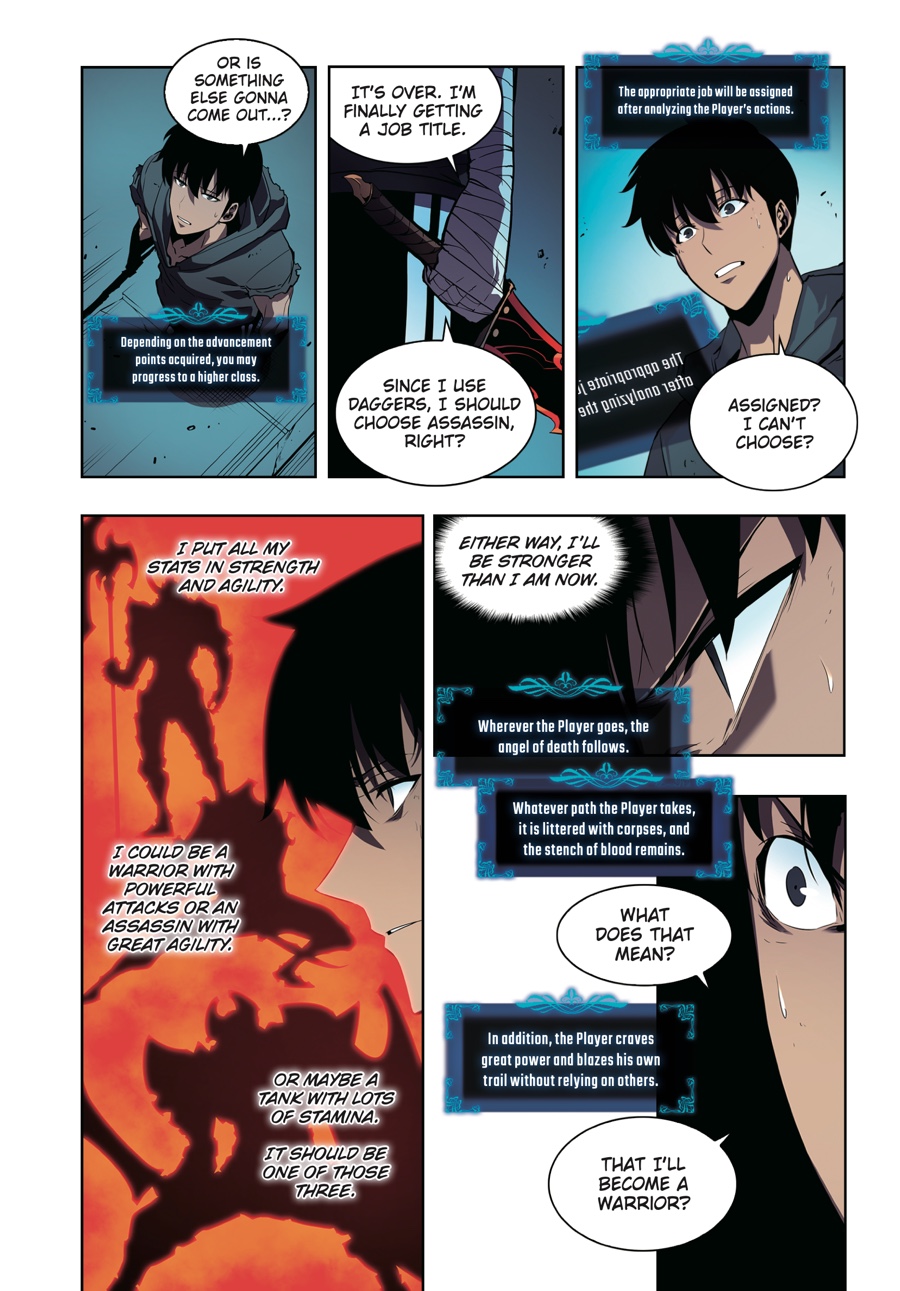 OR IS
SOMETHING
ELSE GONNA
COME OUT...?
Depending on the advancement
points acquired, you may
progress to a higher class.
IT'S OVER. I'M
FINALLY GETTING
A JOB TITLE.
SINCE I USE
DAGGERS, I SHOULD
CHOOSE ASSASSIN,
RIGHT?
The appropriate job will be assigned
after analyzing the Player's actions.
The appropriate j
after analyzing the
ASSIGNED?
I CAN'T
CHOOSE?
I PUT ALL MY
STATS IN STRENGTH
AND AGILITY.
I COULD BE A
WARRIOR WITH
POWERFUL
ATTACKS OR AN
ASSASSIN WITH
GREAT AGILITY.
OR MAYBE A
TANK WITH LOTS
OF STAMINA.
IT SHOULD BE
ONE OF THOSE
THREE.
EITHER WAY, I'LL
BE STRONGER
THAN I AM NOW.
Wherever the Player goes, the
angel of death follows.
Whatever path the Player takes,
it is littered with corpses, and
the stench of blood remains.
WHAT
DOES THAT
MEAN?
In addition, the Player craves
great power and blazes his own
trail without relying on others.
THAT I'LL
BECOME A
WARRIOR?